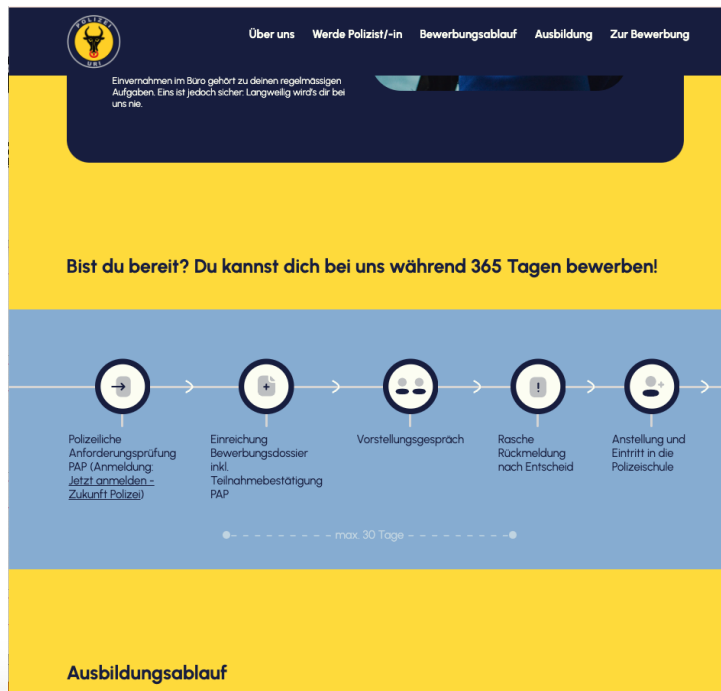 POLIZEI
URI
Über uns Werde Polizist/-in Bewerbungsablauf Ausbildung Zur Bewerbung
Einvernahmen im Büro gehört zu deinen regelmässigen
Aufgaben. Eins ist jedoch sicher: Langweilig wird's dir bei
uns nie.
Bist du bereit? Du kannst dich bei uns während 365 Tagen bewerben!
Polizeiliche
Anforderungsprüfung
PAP (Anmeldung:
Jetzt anmelden -
Zukunft Polizei)
Einreichung
Bewerbungsdossier
inkl.
Teilnahmebestätigung
PAP
Vorstellungsgespräch
Rasche
Rückmeldung
nach Entscheid
Anstellung und
Eintritt in die
Polizeischule
max. 30 Tage
Ausbildungsablauf